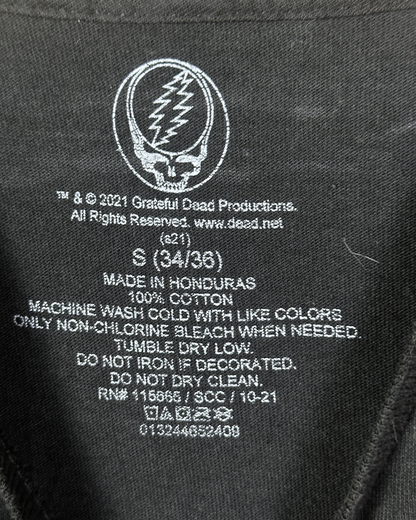 ™ & © 2021 Grateful Dead Productions.
All Rights Reserved. www.dead.net
(s21)
S (34/36)
MADE IN HONDURAS
100% COTTON
MACHINE WASH COLD WITH LIKE COLORS
ONLY NON-CHLORINE BLEACH WHEN NEEDED.
TUMBLE DRY LOW.
DO NOT IRON IF DECORATED.
DO NOT DRY CLEAN.
RN# 115865 / SCC / 10-21
013244652409